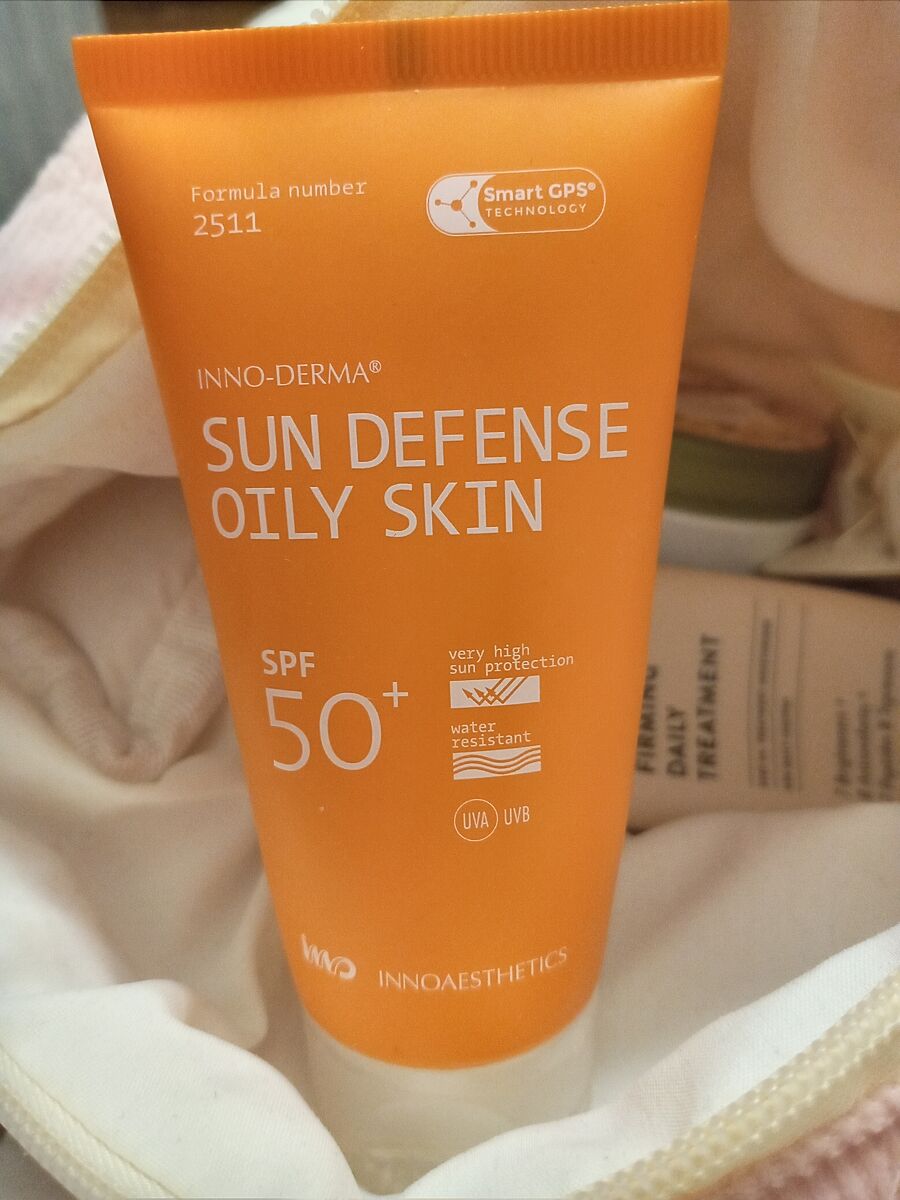 Formula number
2511
Smart GPS®
TECHNOLOGY
INNO-DERMA®
SUN DEFENSE
OILY SKIN
SPF
50+
very high
sun protection
water
resistant
UVA UVB
INNO
INNOAESTHETICS
FIRMING
DAILY
TREATMENT